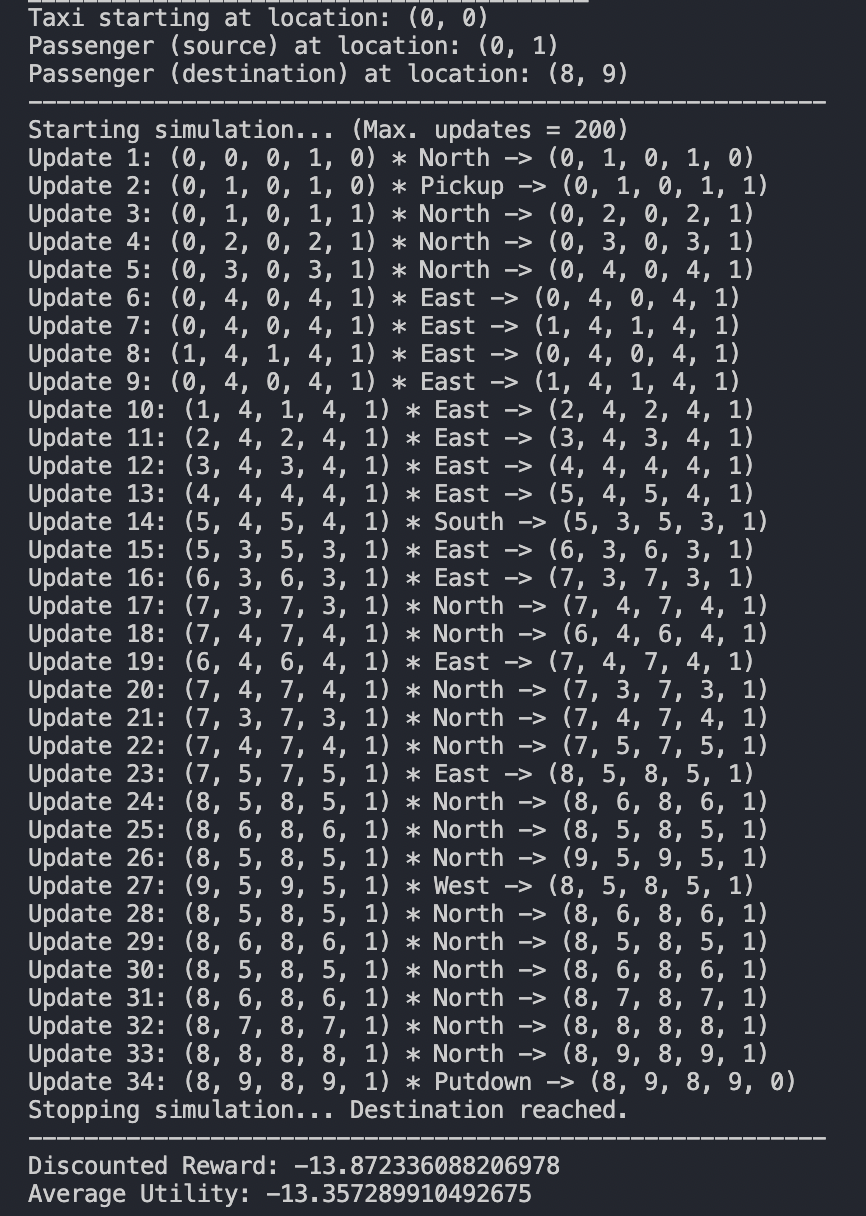 Taxi starting at location: (0, 0)
Passenger (source) at location: (0, 1)
Passenger (destination) at location: (8, 9)
Starting simulation... (Max. updates = 200)
Update 1: (0, 0, 0, 1, 0) * North -> (0, 1, 0, 1, 0)
Update 2: (0, 1, 0, 1, 0) * Pickup -> (0, 1, 0, 1, 1)
Update 3: (0, 1, 0, 1, 1) * North -> (0, 2, 0, 2, 1)
Update 4: (0, 2, 0, 2, 1) * North -> (0, 3, 0, 3, 1)
Update 5: (0, 3, 0, 3, 1) * North -> (0, 4, 0, 4, 1)
Update 6: (0, 4, 0, 4, 1) * East -> (0, 4, 0, 4, 1)
Update 7: (0, 4, 0, 4, 1) * East -> (1, 4, 1, 4, 1)
Update 8: (1, 4, 1, 4, 1) * East -> (0, 4, 0, 4, 1)
Update 9: (0, 4, 0, 4, 1) * East -> (1, 4, 1, 4, 1)
Update 10: (1, 4, 1, 4, 1) * East -> (2, 4, 2, 4, 1)
Update 11: (2, 4, 2, 4, 1) * East -> (3, 4, 3, 4, 1)
Update 12: (3, 4, 3, 4, 1) * East -> (4, 4, 4, 4, 1)
Update 13: (4, 4, 4, 4, 1) * East -> (5, 4, 5, 4, 1)
Update 14: (5, 4, 5, 4, 1) * South -> (5, 3, 5, 3, 1)
Update 15: (5, 3, 5, 3, 1) * East -> (6, 3, 6, 3, 1)
Update 16: (6, 3, 6, 3, 1) * East -> (7, 3, 7, 3, 1)
Update 17: (7, 3, 7, 3, 1) * North -> (7, 4, 7, 4, 1)
Update 18: (7, 4, 7, 4, 1) * North -> (6, 4, 6, 4, 1)
Update 19: (6, 4, 6, 4, 1) * East -> (7, 4, 7, 4, 1)
Update 20: (7, 4, 7, 4, 1) * North -> (7, 3, 7, 3, 1)
Update 21: (7, 3, 7, 3, 1) * North -> (7, 4, 7, 4, 1)
Update 22: (7, 4, 7, 4, 1) * North -> (7, 5, 7, 5, 1)
Update 23: (7, 5, 7, 5, 1) * East -> (8, 5, 8, 5, 1)
Update 24: (8, 5, 8, 5, 1) * North -> (8, 6, 8, 6, 1)
Update 25: (8, 6, 8, 6, 1) * North -> (8, 5, 8, 5, 1)
Update 26: (8, 5, 8, 5, 1) * North -> (9, 5, 9, 5, 1)
Update 27: (9, 5, 9, 5, 1) * West -> (8, 5, 8, 5, 1)
Update 28: (8, 5, 8, 5, 1) * North -> (8, 6, 8, 6, 1)
Update 29: (8, 6, 8, 6, 1) * North -> (8, 5, 8, 5, 1)
Update 30: (8, 5, 8, 5, 1) * North -> (8, 6, 8, 6, 1)
Update 31: (8, 6, 8, 6, 1) * North -> (8, 7, 8, 7, 1)
Update 32: (8, 7, 8, 7, 1) * North -> (8, 8, 8, 8, 1)
Update 33: (8, 8, 8, 8, 1) * North -> (8, 9, 8, 9, 1)
Update 34: (8, 9, 8, 9, 1) * Putdown -> (8, 9, 8, 9, 0)
Stopping simulation... Destination reached.
Discounted Reward: -13.872336088206978
Average Utility: -13.357289910492675